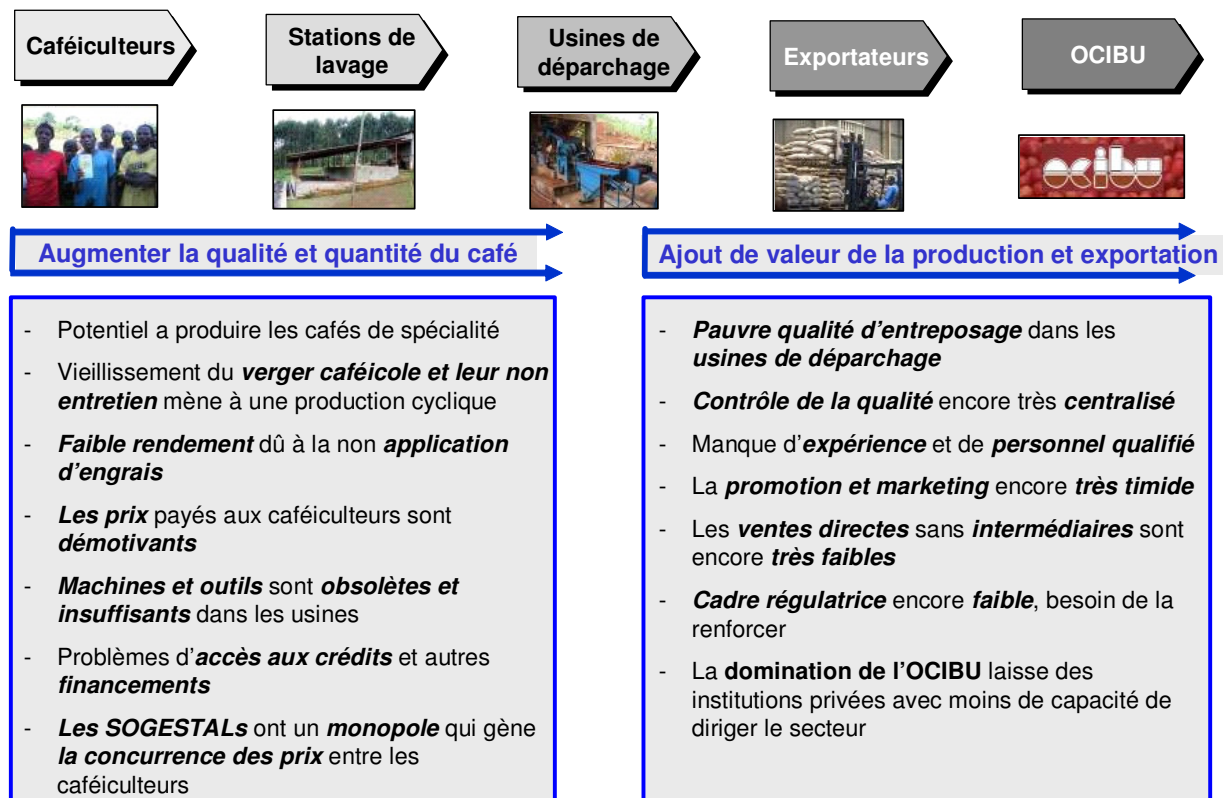 Caféiculteurs
Stations de
lavage
Usines de
déparchage
Exportateurs
OCIBU
ocibu
Augmenter la qualité et quantité du café
Ajout de valeur de la production et exportation
- Potentiel a produire les cafés de spécialité
- Vieillissement du verger caféicole et leur non
entretien mène à une production cyclique
- Faible rendement dû à la non application
d'engrais
- Les prix payés aux caféiculteurs sont
démotivants
- Machines et outils sont obsolètes et
insuffisants dans les usines
- Problèmes d'accès aux crédits et autres
financements
- Les SOGESTALs ont un monopole qui gène
la concurrence des prix entre les
caféiculteurs
- Pauvre qualité d'entreposage dans les
usines de déparchage
- Contrôle de la qualité encore très centralisé
- Manque d'expérience et de personnel qualifié
- La promotion et marketing encore très timide
- Les ventes directes sans intermédiaires sont
encore très faibles
- Cadre régulatrice encore faible, besoin de la
renforcer
- La domination de l'OCIBU laisse des
institutions privées avec moins de capacité de
diriger le secteur